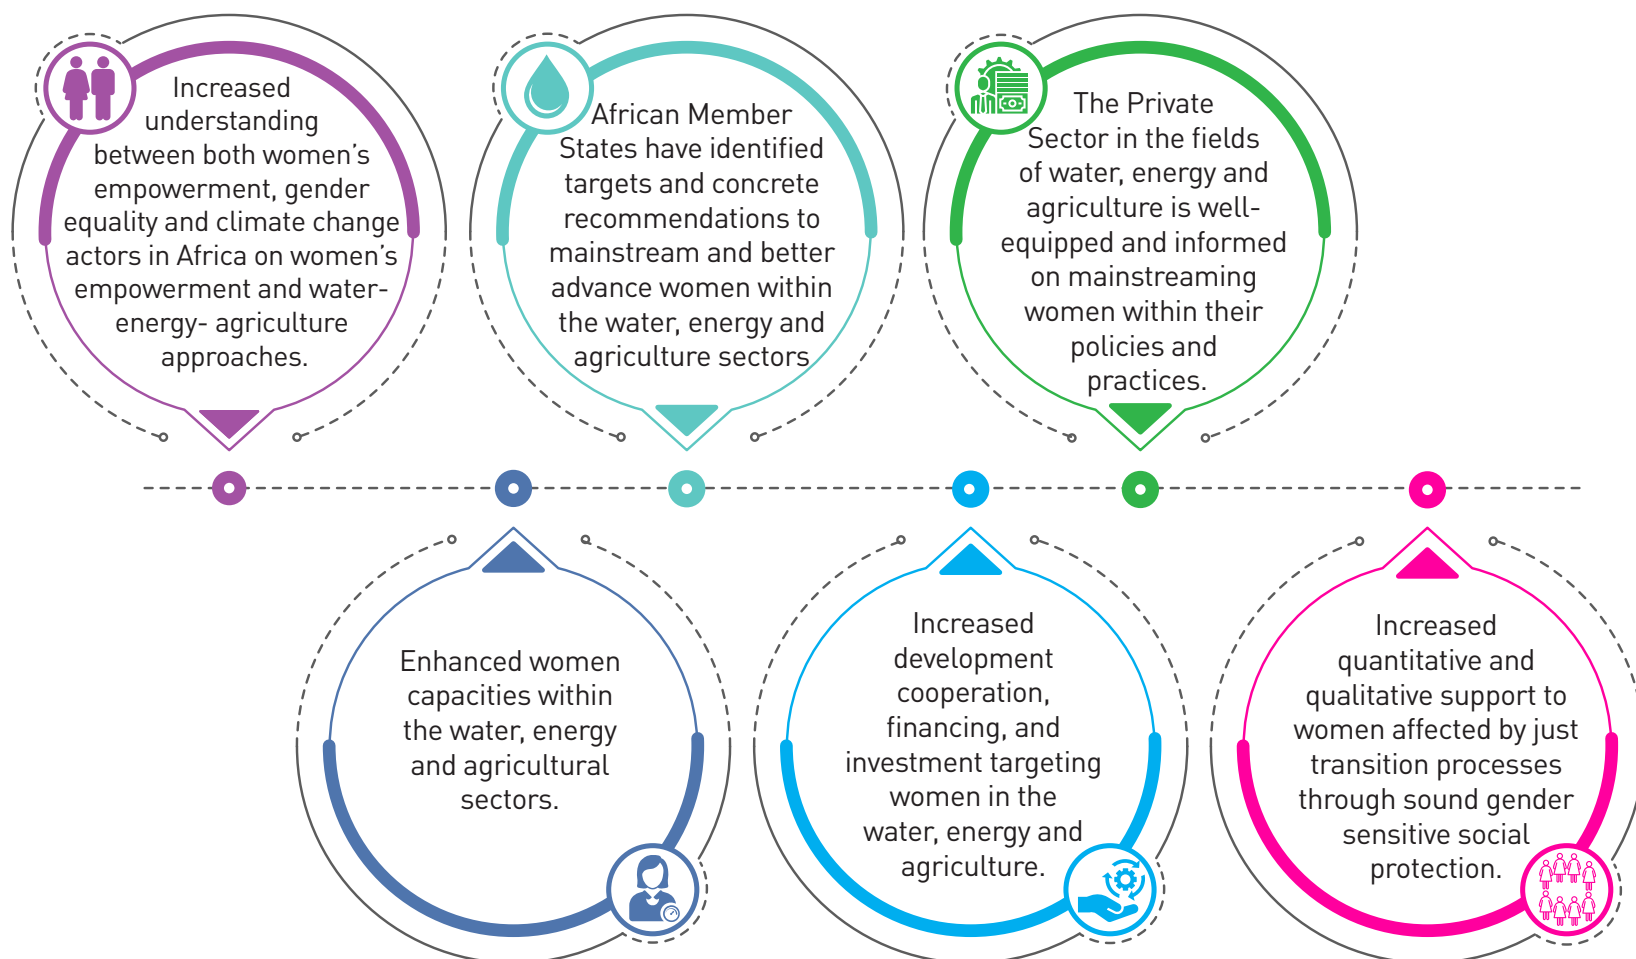 Increased
understanding
between both women's
empowerment, gender
equality and climate change
actors in Africa on women's
empowerment and water-
energy- agriculture
approaches.
African Member
States have identified
targets and concrete
recommendations to
mainstream and better
advance women within
the water, energy and
agriculture sectors
The Private
Sector in the fields
of water, energy and
agriculture is well-
equipped and informed
on mainstreaming
women within their
policies and
practices.
Enhanced women
capacities within
the water, energy
and agricultural
sectors.
Increased
development
cooperation,
financing, and
investment targeting
women in the
water, energy and
agriculture.
Increased
quantitative and
qualitative support to
women affected by just
transition processes
through sound gender
sensitive social
protection.